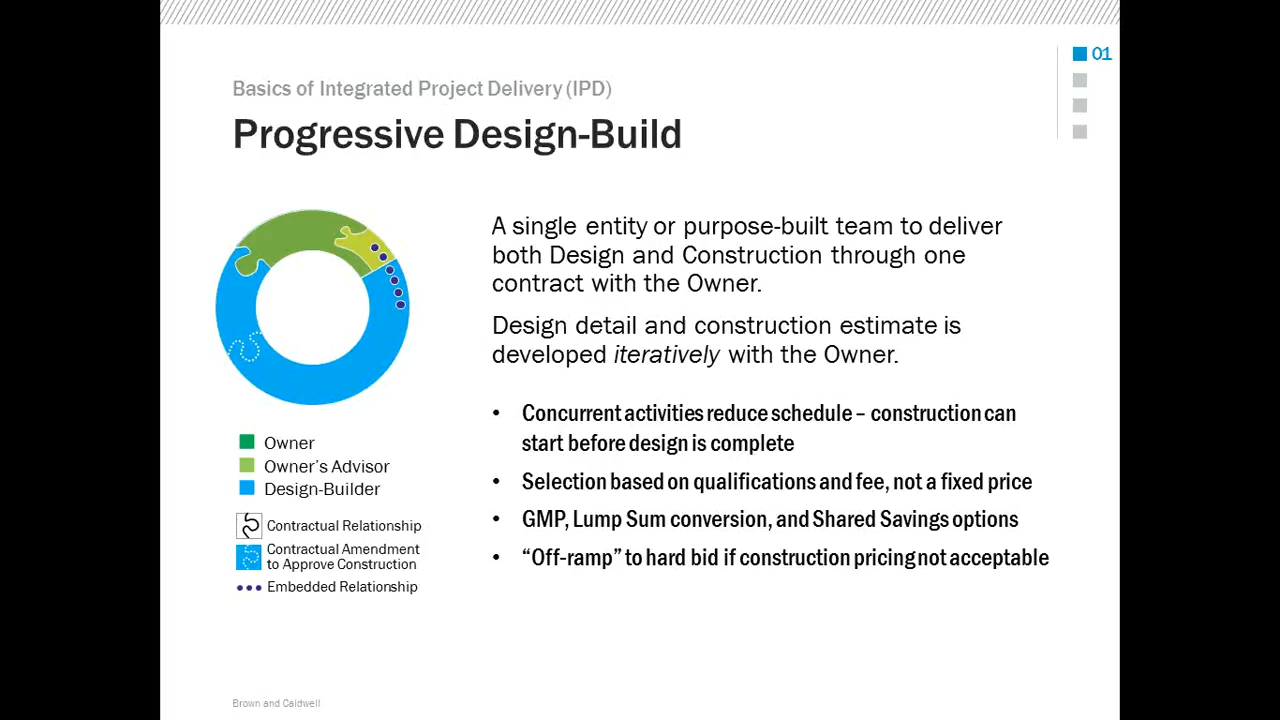 01
Basics of Integrated Project Delivery (IPD)
Progressive Design-Build
A single entity or purpose-built team to deliver
both Design and Construction through one
contract with the Owner.
Design detail and construction estimate is
developed iteratively with the Owner.
• Concurrent activities reduce schedule – construction can
start before design is complete
• Selection based on qualifications and fee, not a fixed price
• GMP, Lump Sum conversion, and Shared Savings options
• “Off-ramp” to hard bid if construction pricing not acceptable
Owner
Owner’s Advisor
Design-Builder
Contractual Relationship
Contractual Amendment
to Approve Construction
Embedded Relationship
Brown and Caldwell